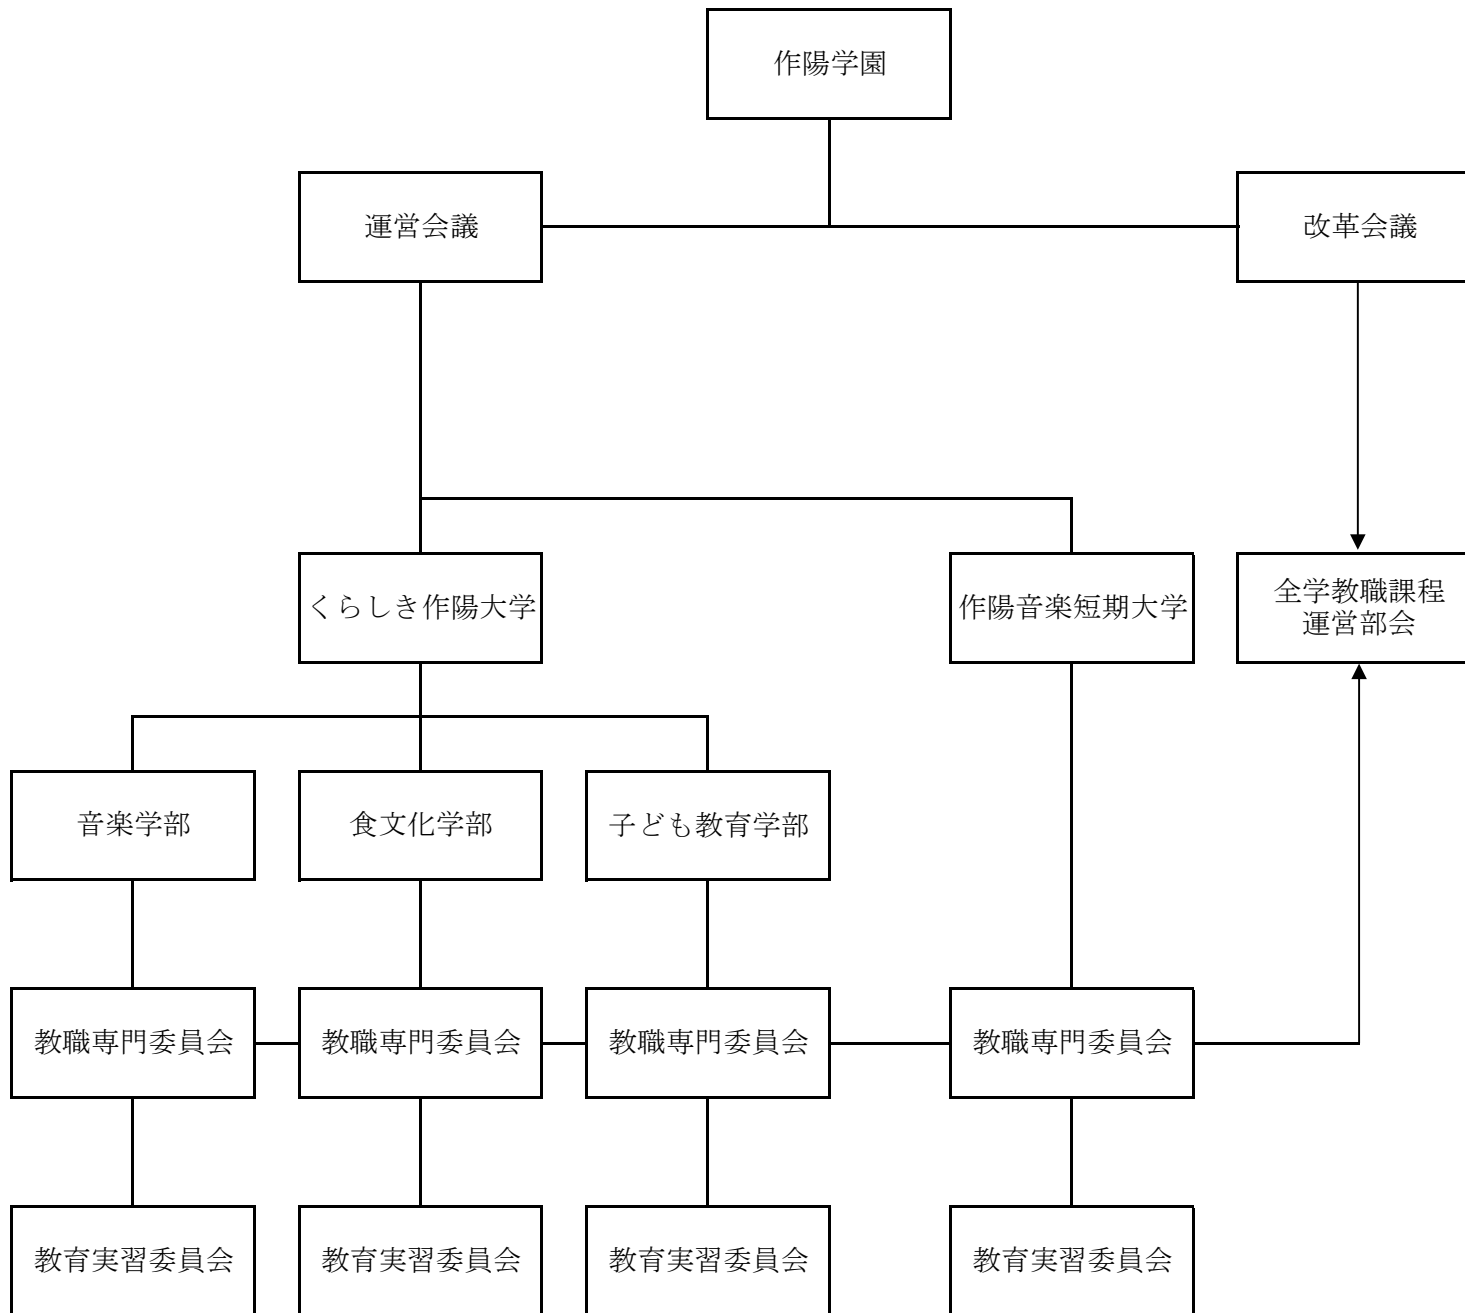 作陽学園
運営会議
改革会議
くらしき作陽大学
作陽音楽短期大学
全学教職課程
運営部会
音楽学部
食文化学部
子ども教育学部
教職専門委員会
教職専門委員会
教職専門委員会
教職専門委員会
教育実習委員会
教育実習委員会
教育実習委員会
教育実習委員会